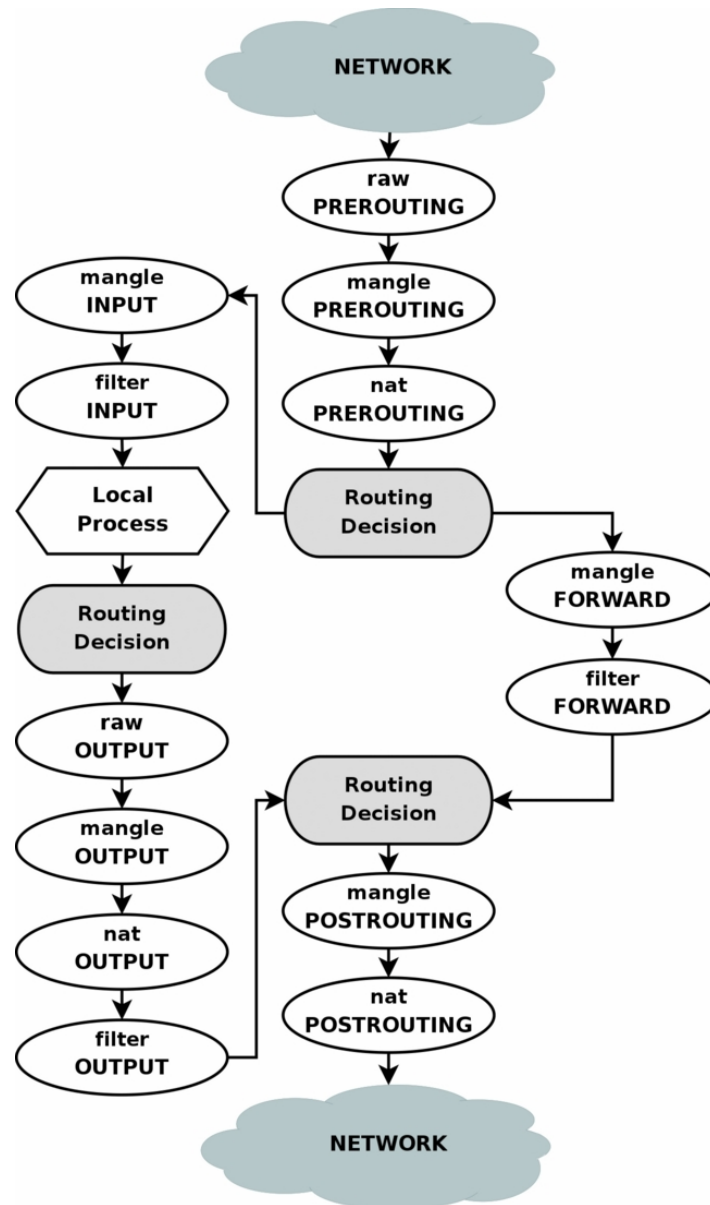 NETWORK
raw
PREROUTING
mangle
PREROUTING
nat
PREROUTING
Routing
Decision
mangle
INPUT
filter
INPUT
Local
Process
Routing
Decision
raw
OUTPUT
mangle
OUTPUT
nat
OUTPUT
filter
OUTPUT
mangle
FORWARD
filter
FORWARD
Routing
Decision
mangle
POSTROUTING
nat
POSTROUTING
NETWORK